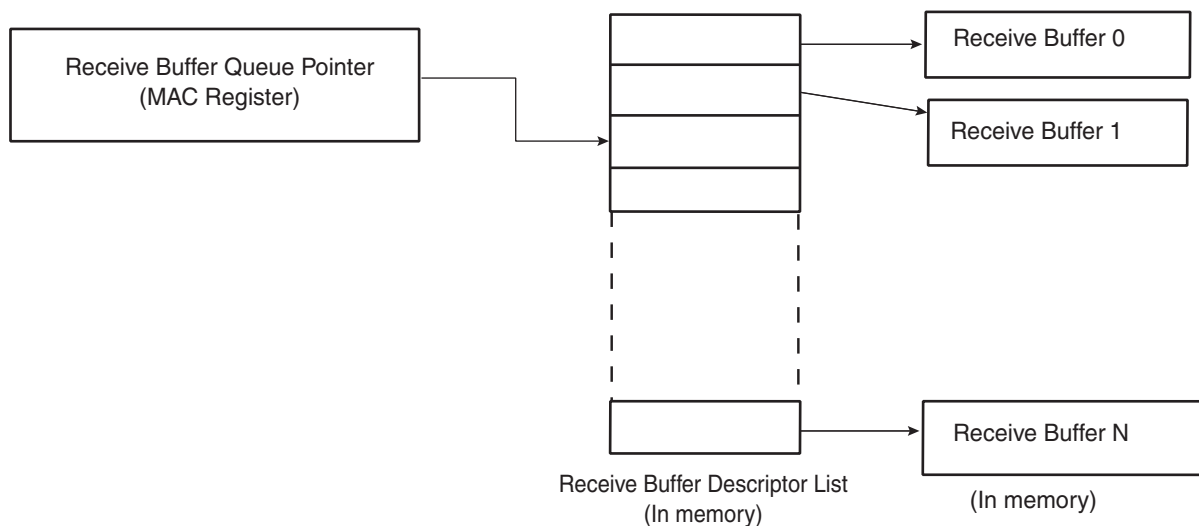 Receive Buffer Queue Pointer
(MAC Register)
Receive Buffer 0
Receive Buffer 1
Receive Buffer N
Receive Buffer Descriptor List
(In memory)
(In memory)